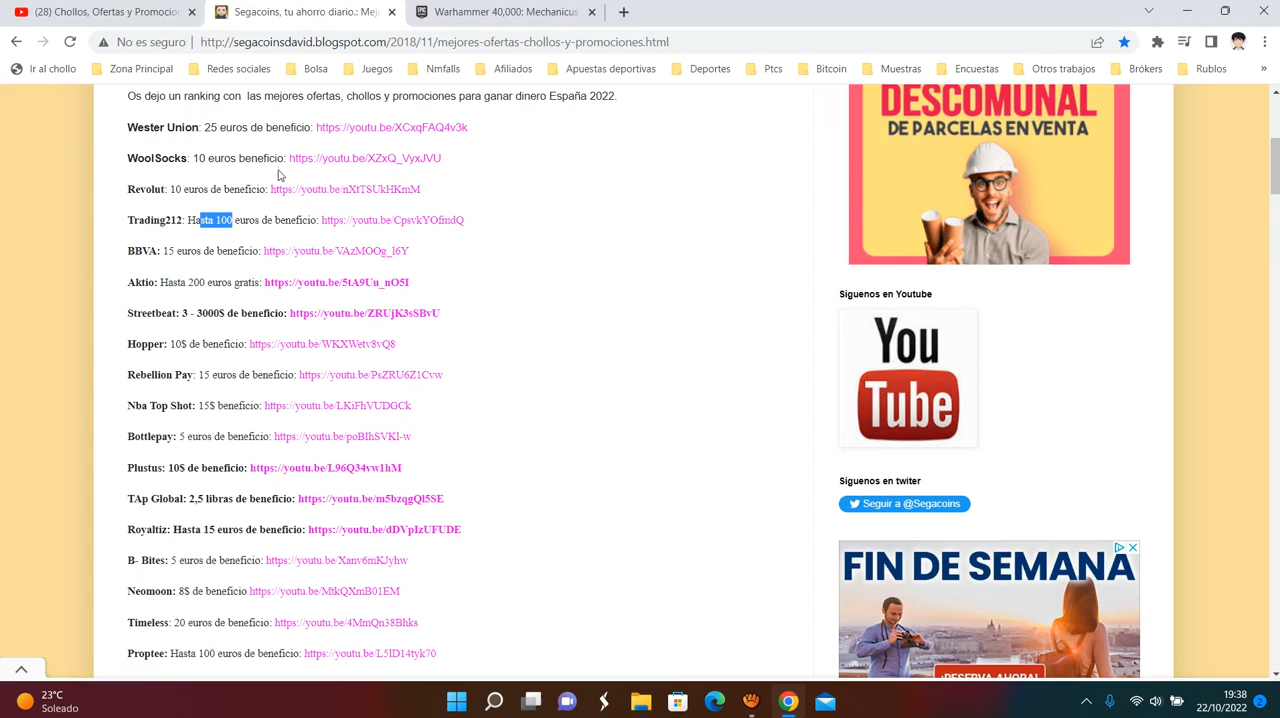 (28) Chollos, Ofertas y Promocion
Segacoins, tu ahorro diario.: Mej
Warhammer 40,000: Mechanicus
No es seguro
http://segacoinsdavid.blogspot.com/2018/11/mejores-ofertas-chollos-y-promociones.html
Ir al chollo
Zona Principal
Redes sociales
Bolsa
Juegos
Nmfalls
Afiliados
Apuestas deportivas
Deportes
Ptcs
Bitcoin
Muestras
Encuestas
Otros trabajos
Brókers
Rublos
»
Os dejo un ranking con las mejores ofertas, chollos y promociones para ganar dinero España 2022.
Wester Union: 25 euros de beneficio: https://youtu.be/XCxqFAQ4v3k
WoolSocks: 10 euros beneficio: https://youtu.be/XZxQ_VyxJVU
Revolut: 10 euros de beneficio: https://youtu.be/nXtTSUkHKmM
Trading212: Hasta 100 euros de beneficio: https://youtu.be/CpsvkYOfmdQ
BBVA: 15 euros de beneficio: https://youtu.be/VAzMOOg_l6Y
Aktio: Hasta 200 euros gratis: https://youtu.be/5tA9Uu_nO5I
Streetbeat: 3 - 3000$ de beneficio: https://youtu.be/ZRUjK3sSBvU
Hopper: 10$ de beneficio: https://youtu.be/WKXWetv8vQ8
Rebellion Pay: 15 euros de beneficio: https://youtu.be/PsZRU6Z1Cvw
Nba Top Shot: 15$ beneficio: https://youtu.be/LKiFhVUDGCk
Bottlepay: 5 euros de beneficio: https://youtu.be/poBIhSVKl-w
Plustus: 10$ de beneficio: https://youtu.be/L96Q34vw1hM
TAp Global: 2,5 libras de beneficio: https://youtu.be/m5bzqgQl5SE
Royaltiz: Hasta 15 euros de beneficio: https://youtu.be/dDVpIzUFUDE
B- Bites: 5 euros de beneficio: https://youtu.be/Xanv6mKJyhw
Neomoon: 8$ de beneficio https://youtu.be/MtkQXmB01EM
Timeless: 20 euros de beneficio: https://youtu.be/4MmQn38Bhks
Proptee: Hasta 100 euros de beneficio: https://youtu.be/L5lD14tyk70
DESCOMUNAL
DE PARCELAS EN VENTA
Siguenos en Youtube
You
Tube
Siguenos en twiter
Seguir a @Segacoins
FIN DE SEMANA
¡RESERVA AHORA!
23°C
Soleado
19:38
22/10/2022